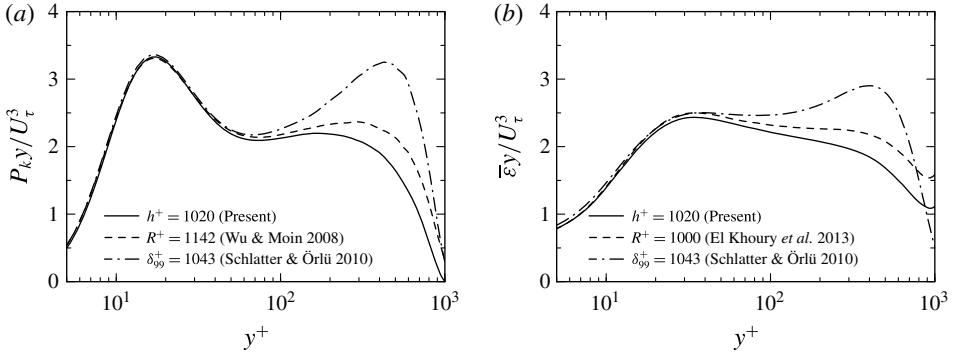 (a)
4
3
2
1
0
P_k y/U_τ^3
h^+ = 1020 (Present)
R^+ = 1142 (Wu & Moin 2008)
δ_99^+ = 1043 (Schlatter & Örlü 2010)
10^1
10^2
10^3
y^+
(b)
4
3
2
1
0
ε̅y/U_τ^3
h^+ = 1020 (Present)
R^+ = 1000 (El Khoury et al. 2013)
δ_99^+ = 1043 (Schlatter & Örlü 2010)
10^1
10^2
10^3
y^+